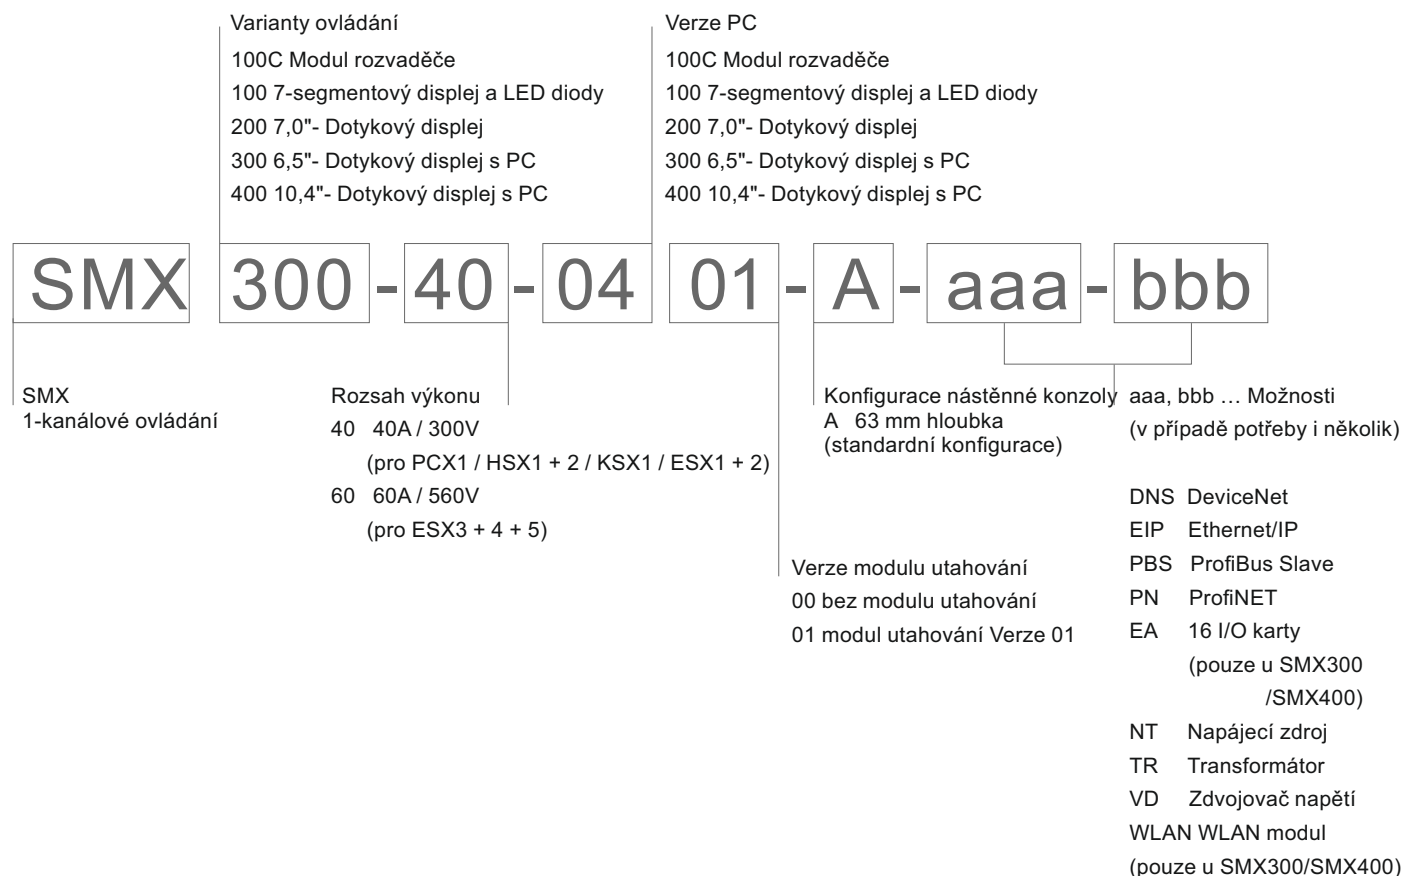 Varianty ovládání
100C Modul rozvaděče
100 7-segmentový displej a LED diody
200 7,0"- Dotykový displej
300 6,5"- Dotykový displej s PC
400 10,4"- Dotykový displej s PC
Verze PC
100C Modul rozvaděče
100 7-segmentový displej a LED diody
200 7,0"- Dotykový displej
300 6,5"- Dotykový displej s PC
400 10,4"- Dotykový displej s PC
SMX 300 - 40 - 04 01 - A - aaa - bbb
SMX
1-kanálové ovládání
Rozsah výkonu
40 40A / 300V
(pro PCX1 / HSX1 + 2 / KSX1 / ESX1 + 2)
60 60A / 560V
(pro ESX3 + 4 + 5)
Verze modulu utahování
00 bez modulu utahování
01 modul utahování Verze 01
Konfigurace nástěnné konzoly
A 63 mm hloubka
(standardní konfigurace)
aaa, bbb … Možnosti
(v případě potřeby i několik)
DNS DeviceNet
EIP Ethernet/IP
PBS ProfiBus Slave
PN ProfiNET
EA 16 I/O karty
(pouze u SMX300
/SMX400)
NT Napájecí zdroj
TR Transformátor
VD Zdvojovač napětí
WLAN WLAN modul
(pouze u SMX300/SMX400)